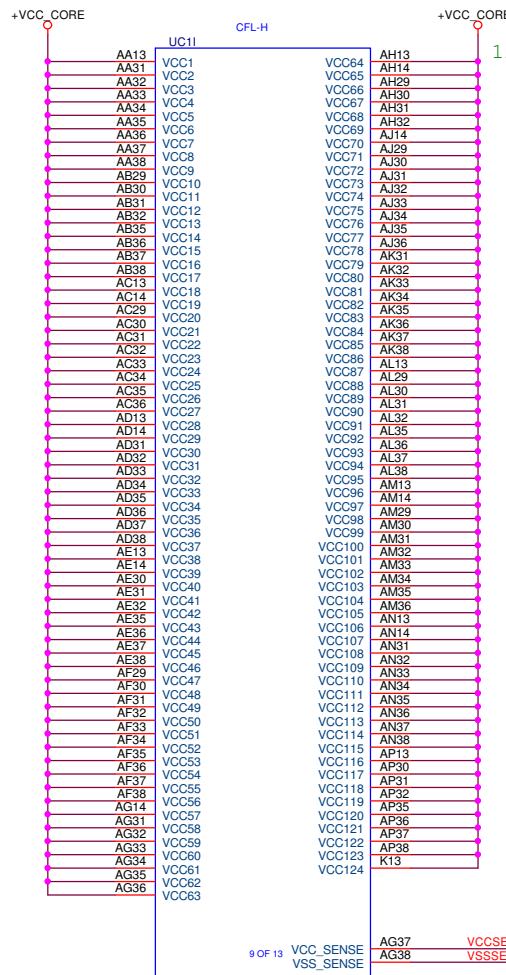 +VCC_CORE +VCC_CORE
CFL-H
UC1I
1
AA13 VCC1 VCC64 AH13
AA31 VCC2 VCC65 AH14
AA32 VCC3 VCC66 AH29
AA33 VCC4 VCC67 AH30
AA34 VCC5 VCC68 AH31
AA35 VCC6 VCC69 AH32
AA36 VCC7 VCC70 AJ14
AA37 VCC8 VCC71 AJ29
AA38 VCC9 VCC72 AJ30
AB29 VCC10 VCC73 AJ31
AB30 VCC11 VCC74 AJ32
AB31 VCC12 VCC75 AJ33
AB32 VCC13 VCC76 AJ34
AB35 VCC14 VCC77 AJ35
AB36 VCC15 VCC78 AJ36
AB37 VCC16 VCC79 AK31
AB38 VCC17 VCC80 AK32
AC13 VCC18 VCC81 AK33
AC14 VCC19 VCC82 AK34
AC29 VCC20 VCC83 AK35
AC30 VCC21 VCC84 AK36
AC31 VCC22 VCC85 AK37
AC32 VCC23 VCC86 AK38
AC33 VCC24 VCC87 AL13
AC34 VCC25 VCC88 AL29
AC35 VCC26 VCC89 AL30
AC36 VCC27 VCC90 AL31
AD13 VCC28 VCC91 AL32
AD14 VCC29 VCC92 AL35
AD31 VCC30 VCC93 AL36
AD32 VCC31 VCC94 AL37
AD33 VCC32 VCC95 AL38
AD34 VCC33 VCC96 AM13
AD35 VCC34 VCC97 AM14
AD36 VCC35 VCC98 AM29
AD37 VCC36 VCC99 AM30
AD38 VCC37 VCC100 AM31
AE13 VCC38 VCC101 AM32
AE14 VCC39 VCC102 AM33
AE30 VCC40 VCC103 AM34
AE31 VCC41 VCC104 AM35
AE32 VCC42 VCC105 AM36
AE35 VCC43 VCC106 AN13
AE36 VCC44 VCC107 AN14
AE37 VCC45 VCC108 AN31
AE38 VCC46 VCC109 AN32
AF29 VCC47 VCC110 AN33
AF30 VCC48 VCC111 AN34
AF31 VCC49 VCC112 AN35
AF32 VCC50 VCC113 AN36
AF33 VCC51 VCC114 AN37
AF34 VCC52 VCC115 AN38
AF35 VCC53 VCC116 AP13
AF36 VCC54 VCC117 AP30
AF37 VCC55 VCC118 AP31
AF38 VCC56 VCC119 AP32
AG14 VCC57 VCC120 AP35
AG31 VCC58 VCC121 AP36
AG32 VCC59 VCC122 AP37
AG33 VCC60 VCC123 AP38
AG34 VCC61 VCC124 K13
AG35 VCC62
AG36 VCC63
VCC_SENSE AG37 VCCSE
9 OF 13
VSS_SENSE AG38 VSSSE